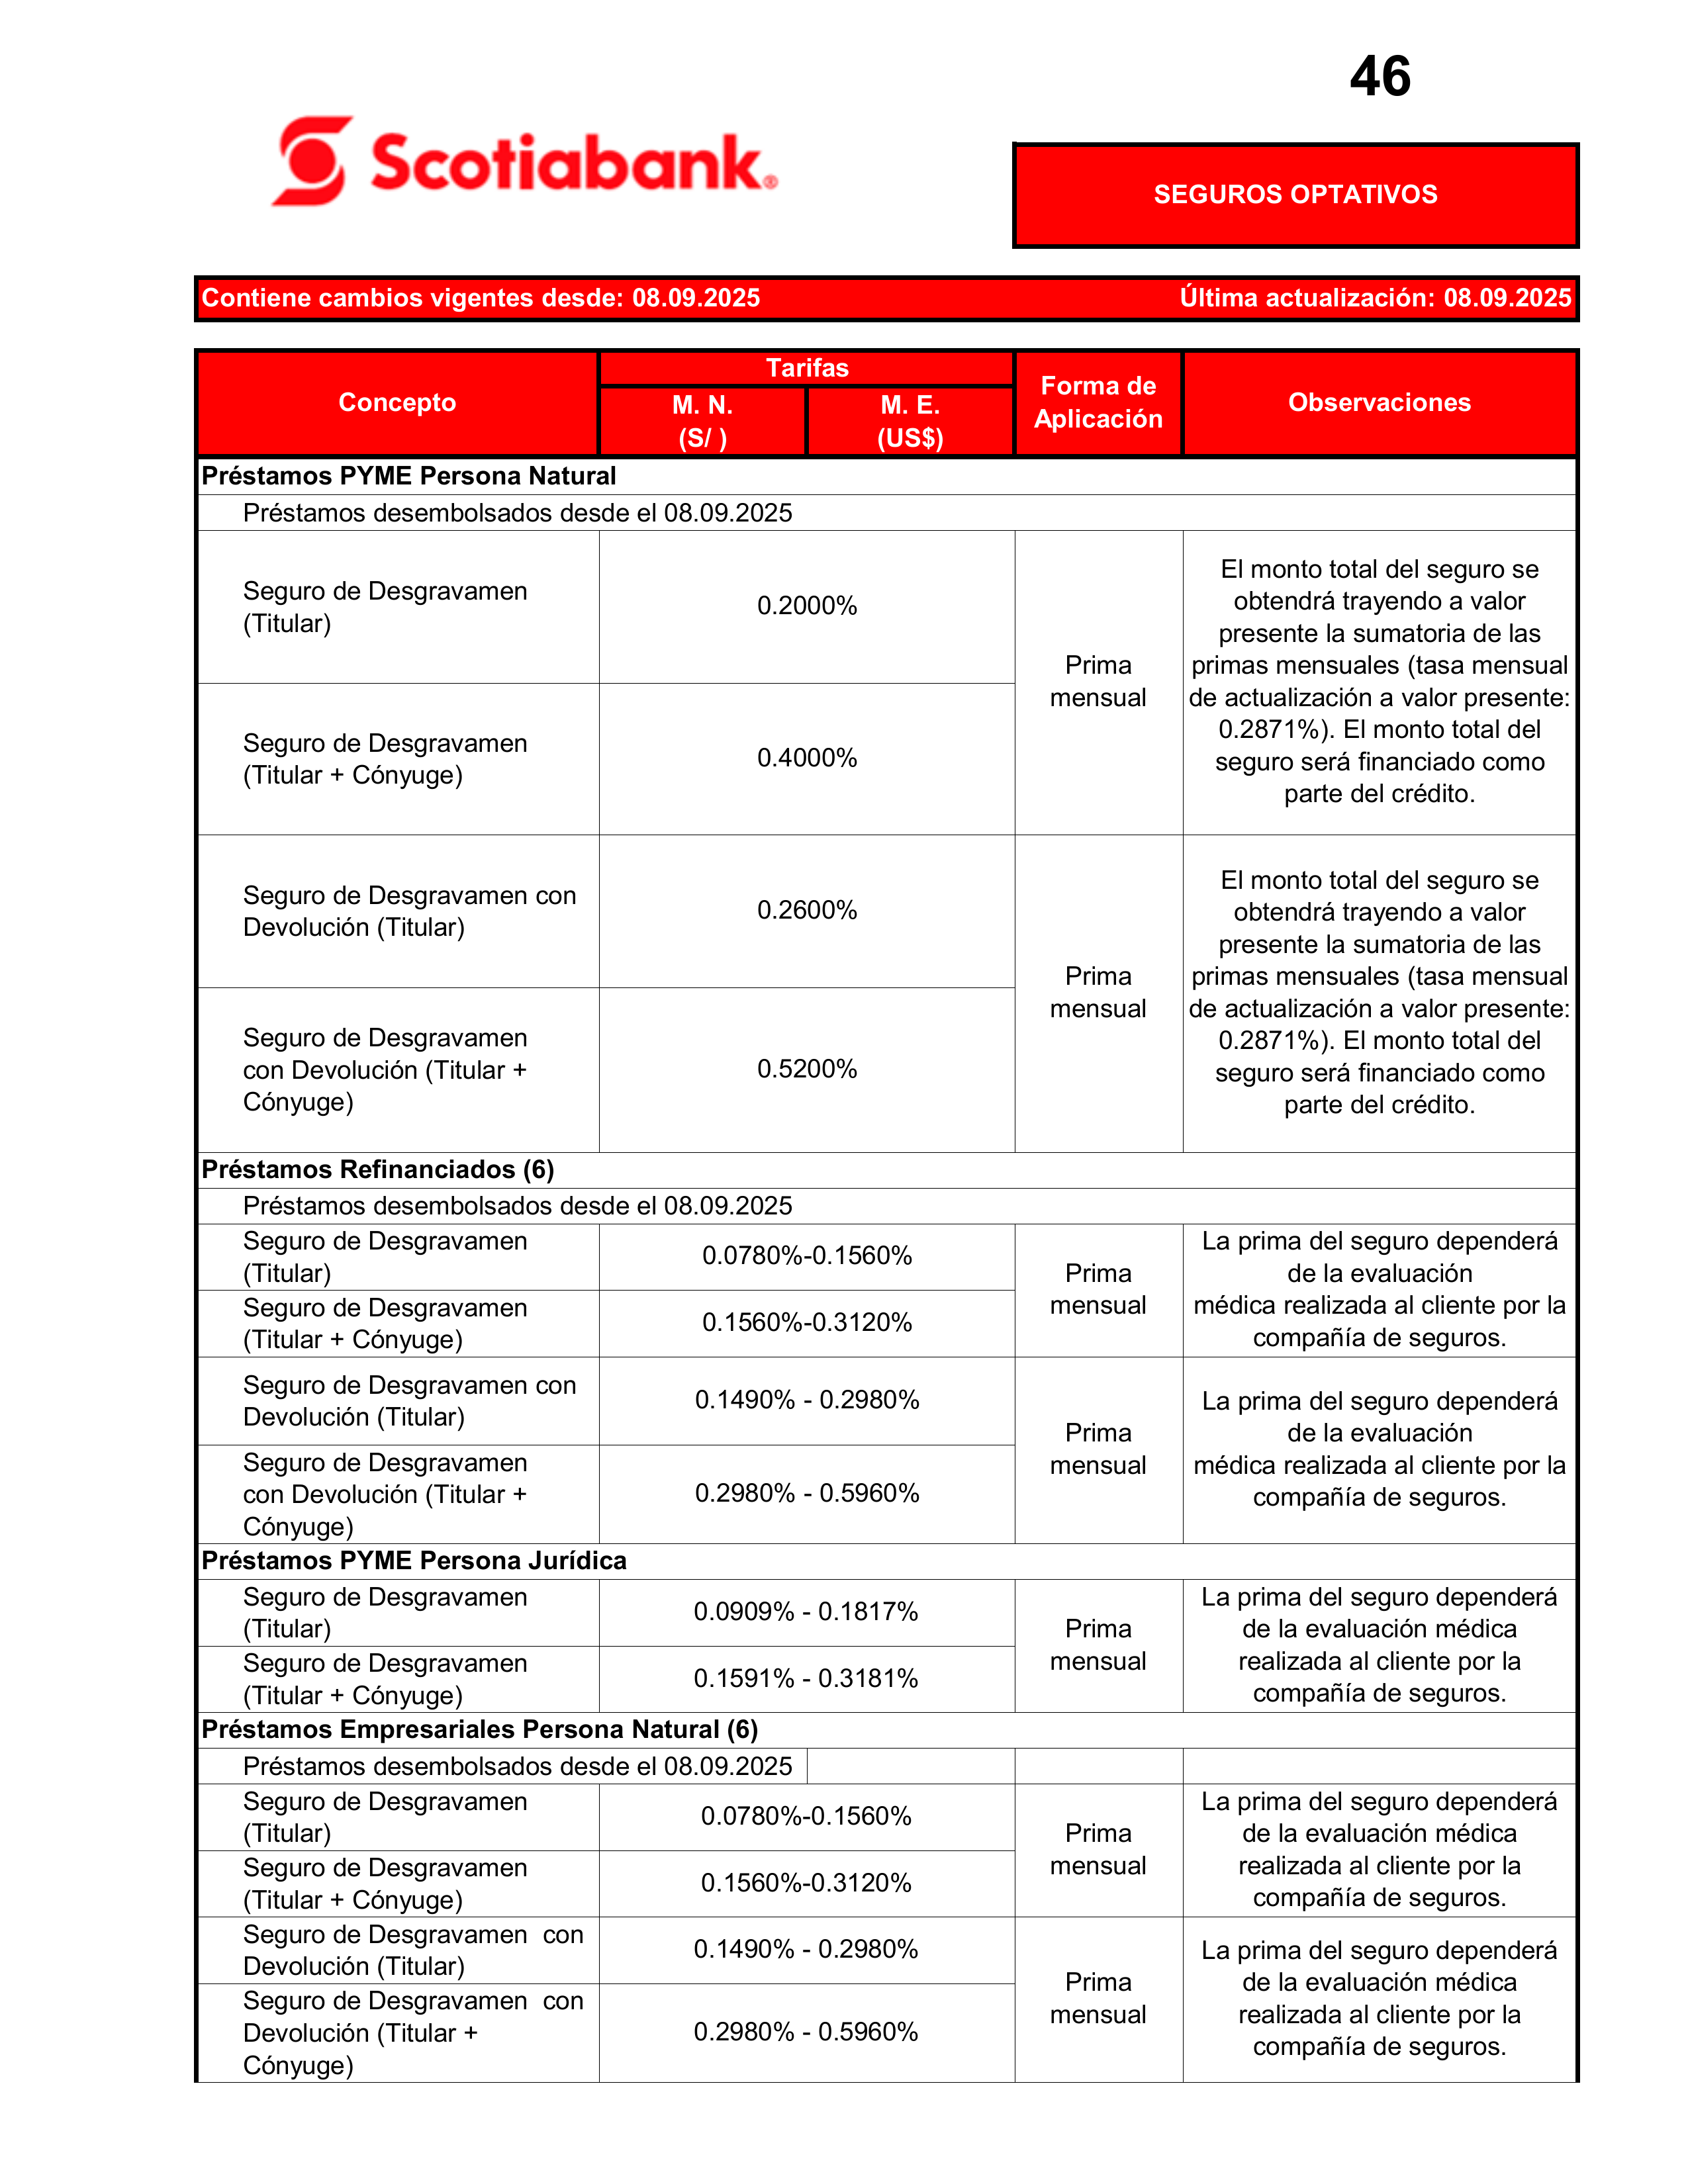 46
Scotiabank®
SEGUROS OPTATIVOS
Contiene cambios vigentes desde: 08.09.2025 Última actualización: 08.09.2025
Concepto
Tarifas
M. N.
(S/ )
M. E.
(US$)
Forma de
Aplicación
Observaciones
Préstamos PYME Persona Natural
Préstamos desembolsados desde el 08.09.2025
Seguro de Desgravamen
(Titular)
0.2000%
Seguro de Desgravamen
(Titular + Cónyuge)
0.4000%
Prima
mensual
El monto total del seguro se
obtendrá trayendo a valor
presente la sumatoria de las
primas mensuales (tasa mensual
de actualización a valor presente:
0.2871%). El monto total del
seguro será financiado como
parte del crédito.
Seguro de Desgravamen con
Devolución (Titular)
0.2600%
Seguro de Desgravamen
con Devolución (Titular +
Cónyuge)
0.5200%
Prima
mensual
El monto total del seguro se
obtendrá trayendo a valor
presente la sumatoria de las
primas mensuales (tasa mensual
de actualización a valor presente:
0.2871%). El monto total del
seguro será financiado como
parte del crédito.
Préstamos Refinanciados (6)
Préstamos desembolsados desde el 08.09.2025
Seguro de Desgravamen
(Titular)
0.0780%-0.1560%
Seguro de Desgravamen
(Titular + Cónyuge)
0.1560%-0.3120%
Prima
mensual
La prima del seguro dependerá
de la evaluación
médica realizada al cliente por la
compañía de seguros.
Seguro de Desgravamen con
Devolución (Titular)
0.1490% - 0.2980%
Seguro de Desgravamen
con Devolución (Titular +
Cónyuge)
0.2980% - 0.5960%
Prima
mensual
La prima del seguro dependerá
de la evaluación
médica realizada al cliente por la
compañía de seguros.
Préstamos PYME Persona Jurídica
Seguro de Desgravamen
(Titular)
0.0909% - 0.1817%
Seguro de Desgravamen
(Titular + Cónyuge)
0.1591% - 0.3181%
Prima
mensual
La prima del seguro dependerá
de la evaluación médica
realizada al cliente por la
compañía de seguros.
Préstamos Empresariales Persona Natural (6)
Préstamos desembolsados desde el 08.09.2025
Seguro de Desgravamen
(Titular)
0.0780%-0.1560%
Seguro de Desgravamen
(Titular + Cónyuge)
0.1560%-0.3120%
Prima
mensual
La prima del seguro dependerá
de la evaluación médica
realizada al cliente por la
compañía de seguros.
Seguro de Desgravamen  con
Devolución (Titular)
0.1490% - 0.2980%
Seguro de Desgravamen  con
Devolución (Titular +
Cónyuge)
0.2980% - 0.5960%
Prima
mensual
La prima del seguro dependerá
de la evaluación médica
realizada al cliente por la
compañía de seguros.